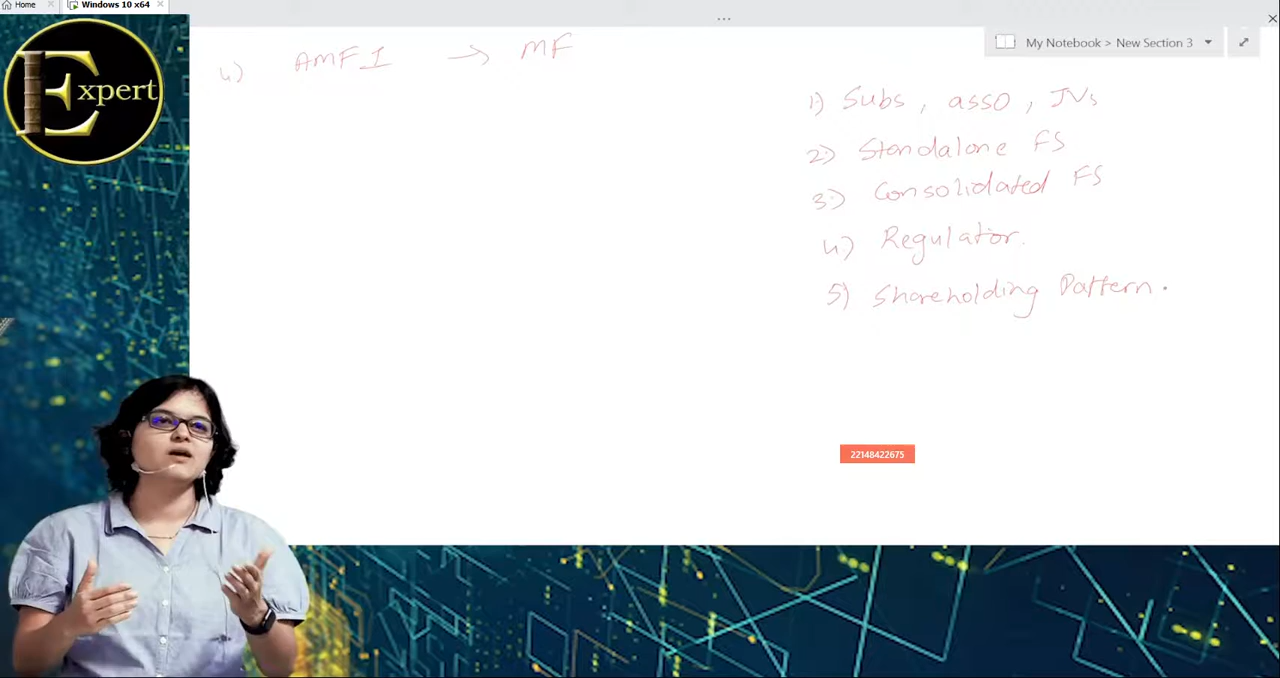 Home Windows 10 x64
Expert
My Notebook > New Section 3
4) AMFI → MF
1) Subs, asso, JVs
2) Standalone FS
3) Consolidated FS
4) Regulator.
5) Shareholding Pattern.
22148422675